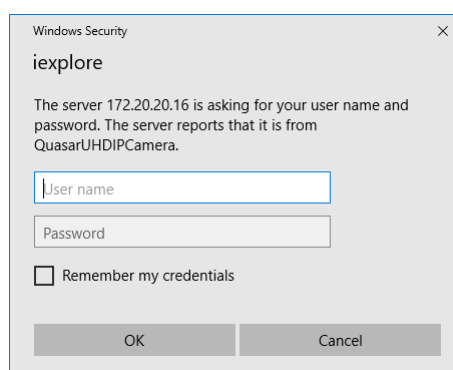 Windows Security
iexplore
The server 172.20.20.16 is asking for your user name and
password. The server reports that it is from
QuasarUHDIPCamera.
User name
Password
Remember my credentials
OK Cancel